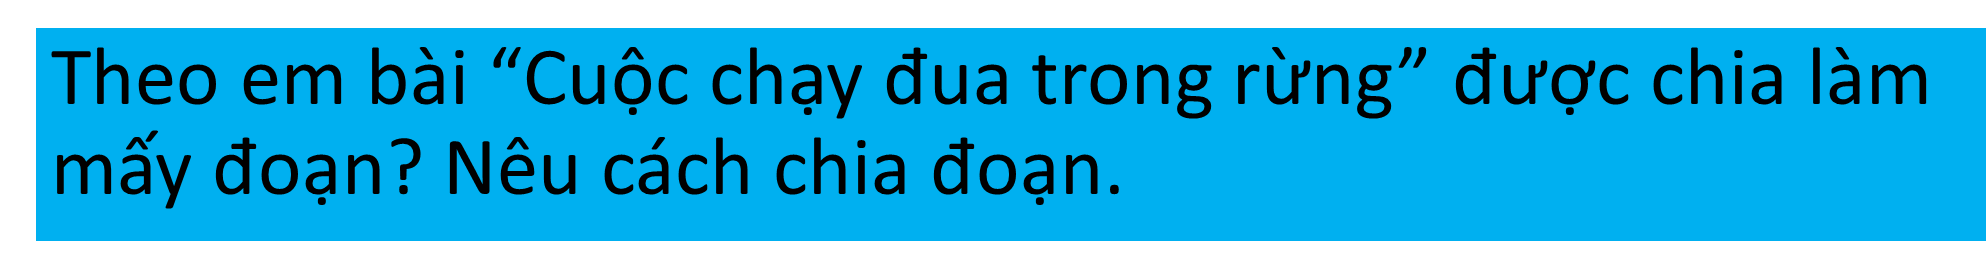 Theo em bài “Cuộc chạy đua trong rừng” được chia làm
mấy đoạn? Nêu cách chia đoạn.